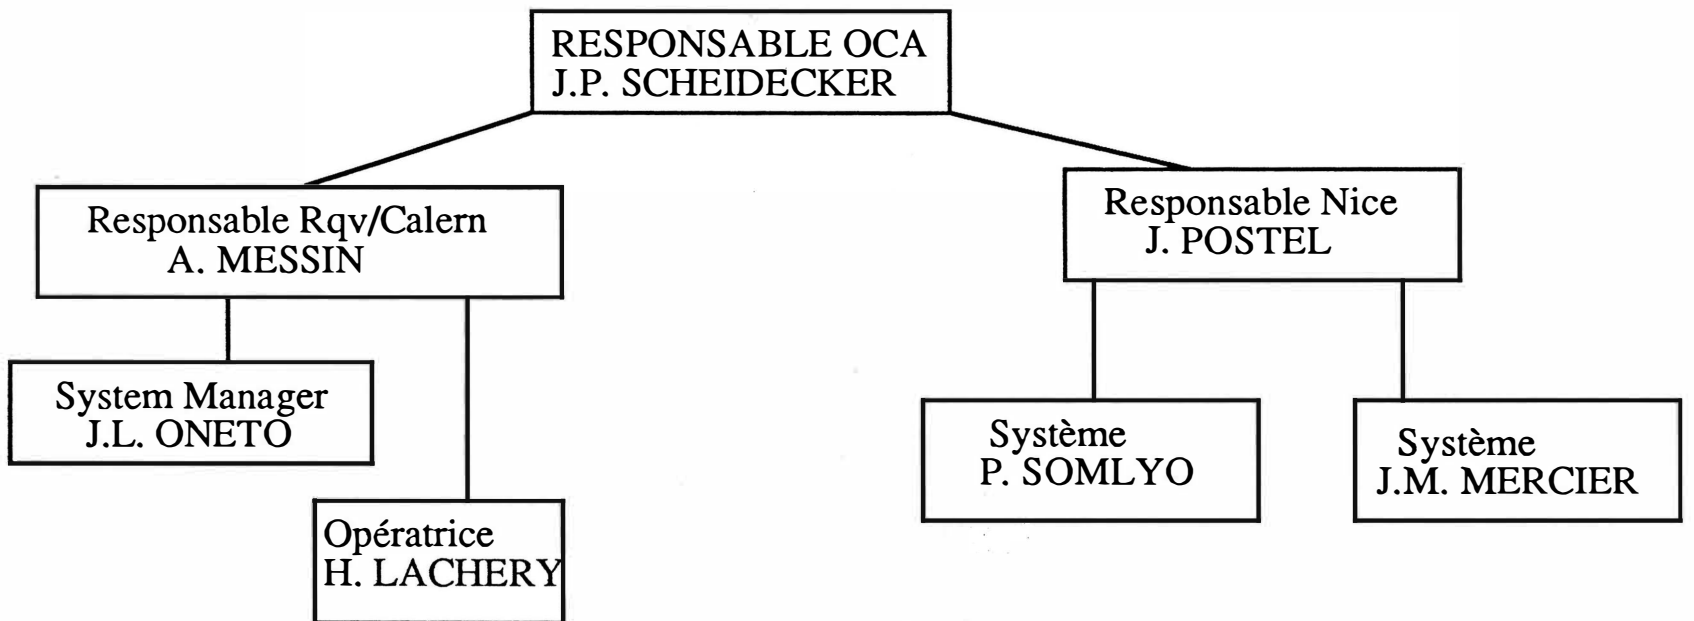 RESPONSABLE OCA
J.P. SCHEIDECKER
Responsable Rqv/Calern
A. MESSIN
Responsable Nice
J. POSTEL
System Manager
J.L. ONETO
Système
P. SOMLYO
Système
J.M. MERCIER
Opératrice
H. LACHERY